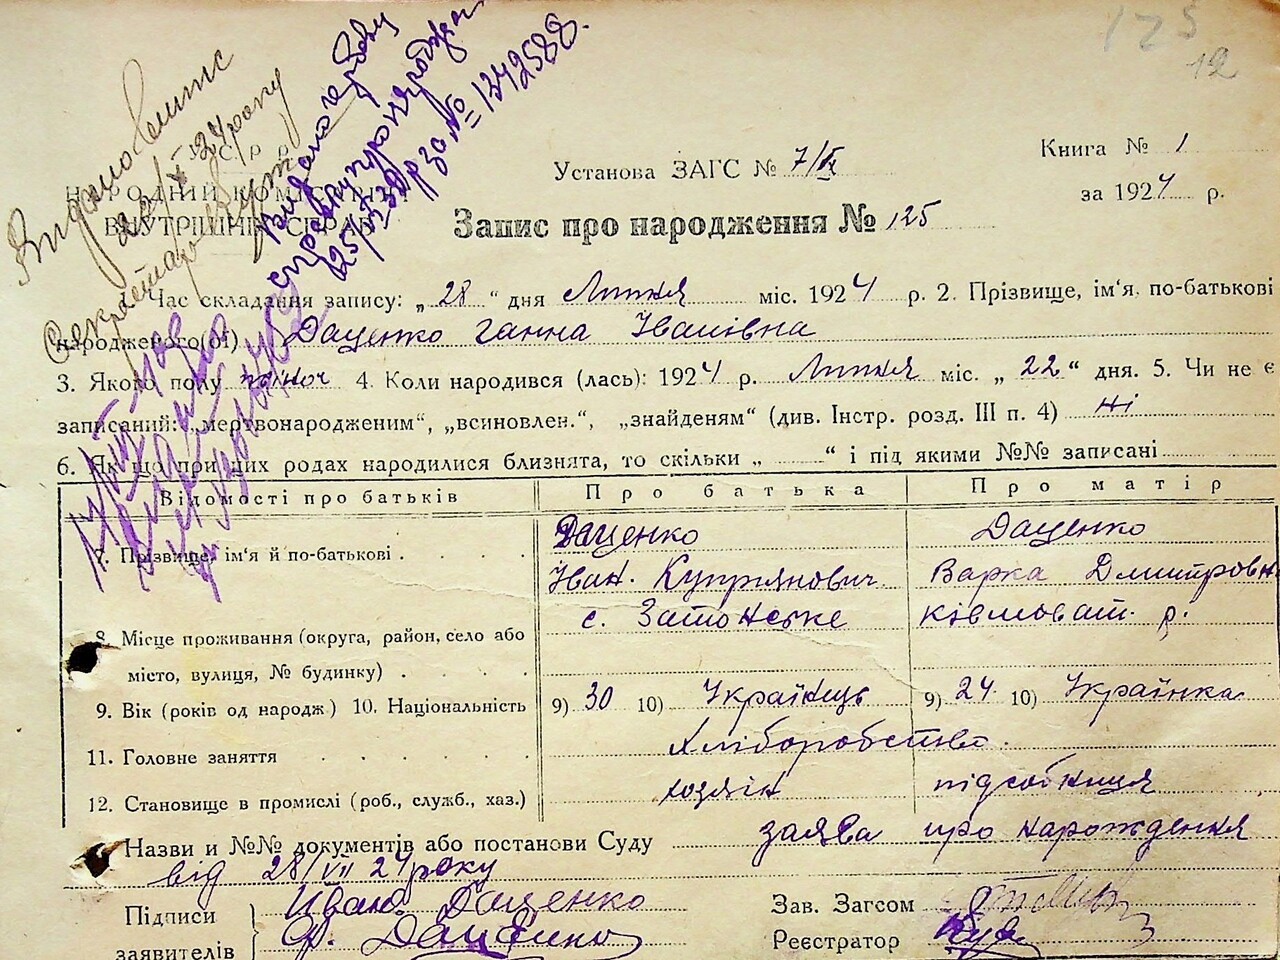 125
12
У. С. Р. Р.
НАРОДНІЙ КОМІСАРІЯТ
ВНУТРІШНІХ СПРАВ
Видано
Секретар
за № 1342588.
Установа ЗАГС № 7/ІХ
Книга № 1
за 1924 р.
Запис про народження № 125
1. Час складання запису: „ 28 “ дня Липня міс. 1924 р. 2. Прізвище, ім'я, по-батькові
народженого(ої) Даценко Ганна Іванівна
3. Якого полу жіноч 4. Коли народився (лась): 1924 р. Липня міс. „ 22 “ дня. 5. Чи не є
записаний: „мертвонародженим“, „всиновлен.“, „знайденям“ (див. Інстр. розд. III п. 4) Ні
6. Якщо при цих родах народилися близнята, то скільки „ “ і під якими №№ записані
Відомості про батьків Про батька Про матір
7. Прізвище, ім'я й по-батькові Даценко Даценко
Іван Купріянович Варка Дмитровн
с. Затонське
8. Місце проживання (округа, район, село або
місто, вулиця, № будинку)
9. Вік (років од народж) 10. Національність 9) 30 10) Українець 9) 24 10) Українка
11. Головне заняття Хліборобство.
12. Становище в промислі (роб., служб., хаз.) хозяін підсобниця
Назви и №№ документів або постанови Суду заява про народження
від 28/VII 24 року
Підписи заявителів
Иван Даценко
Даценко
Зав. Загсом
Реєстратор